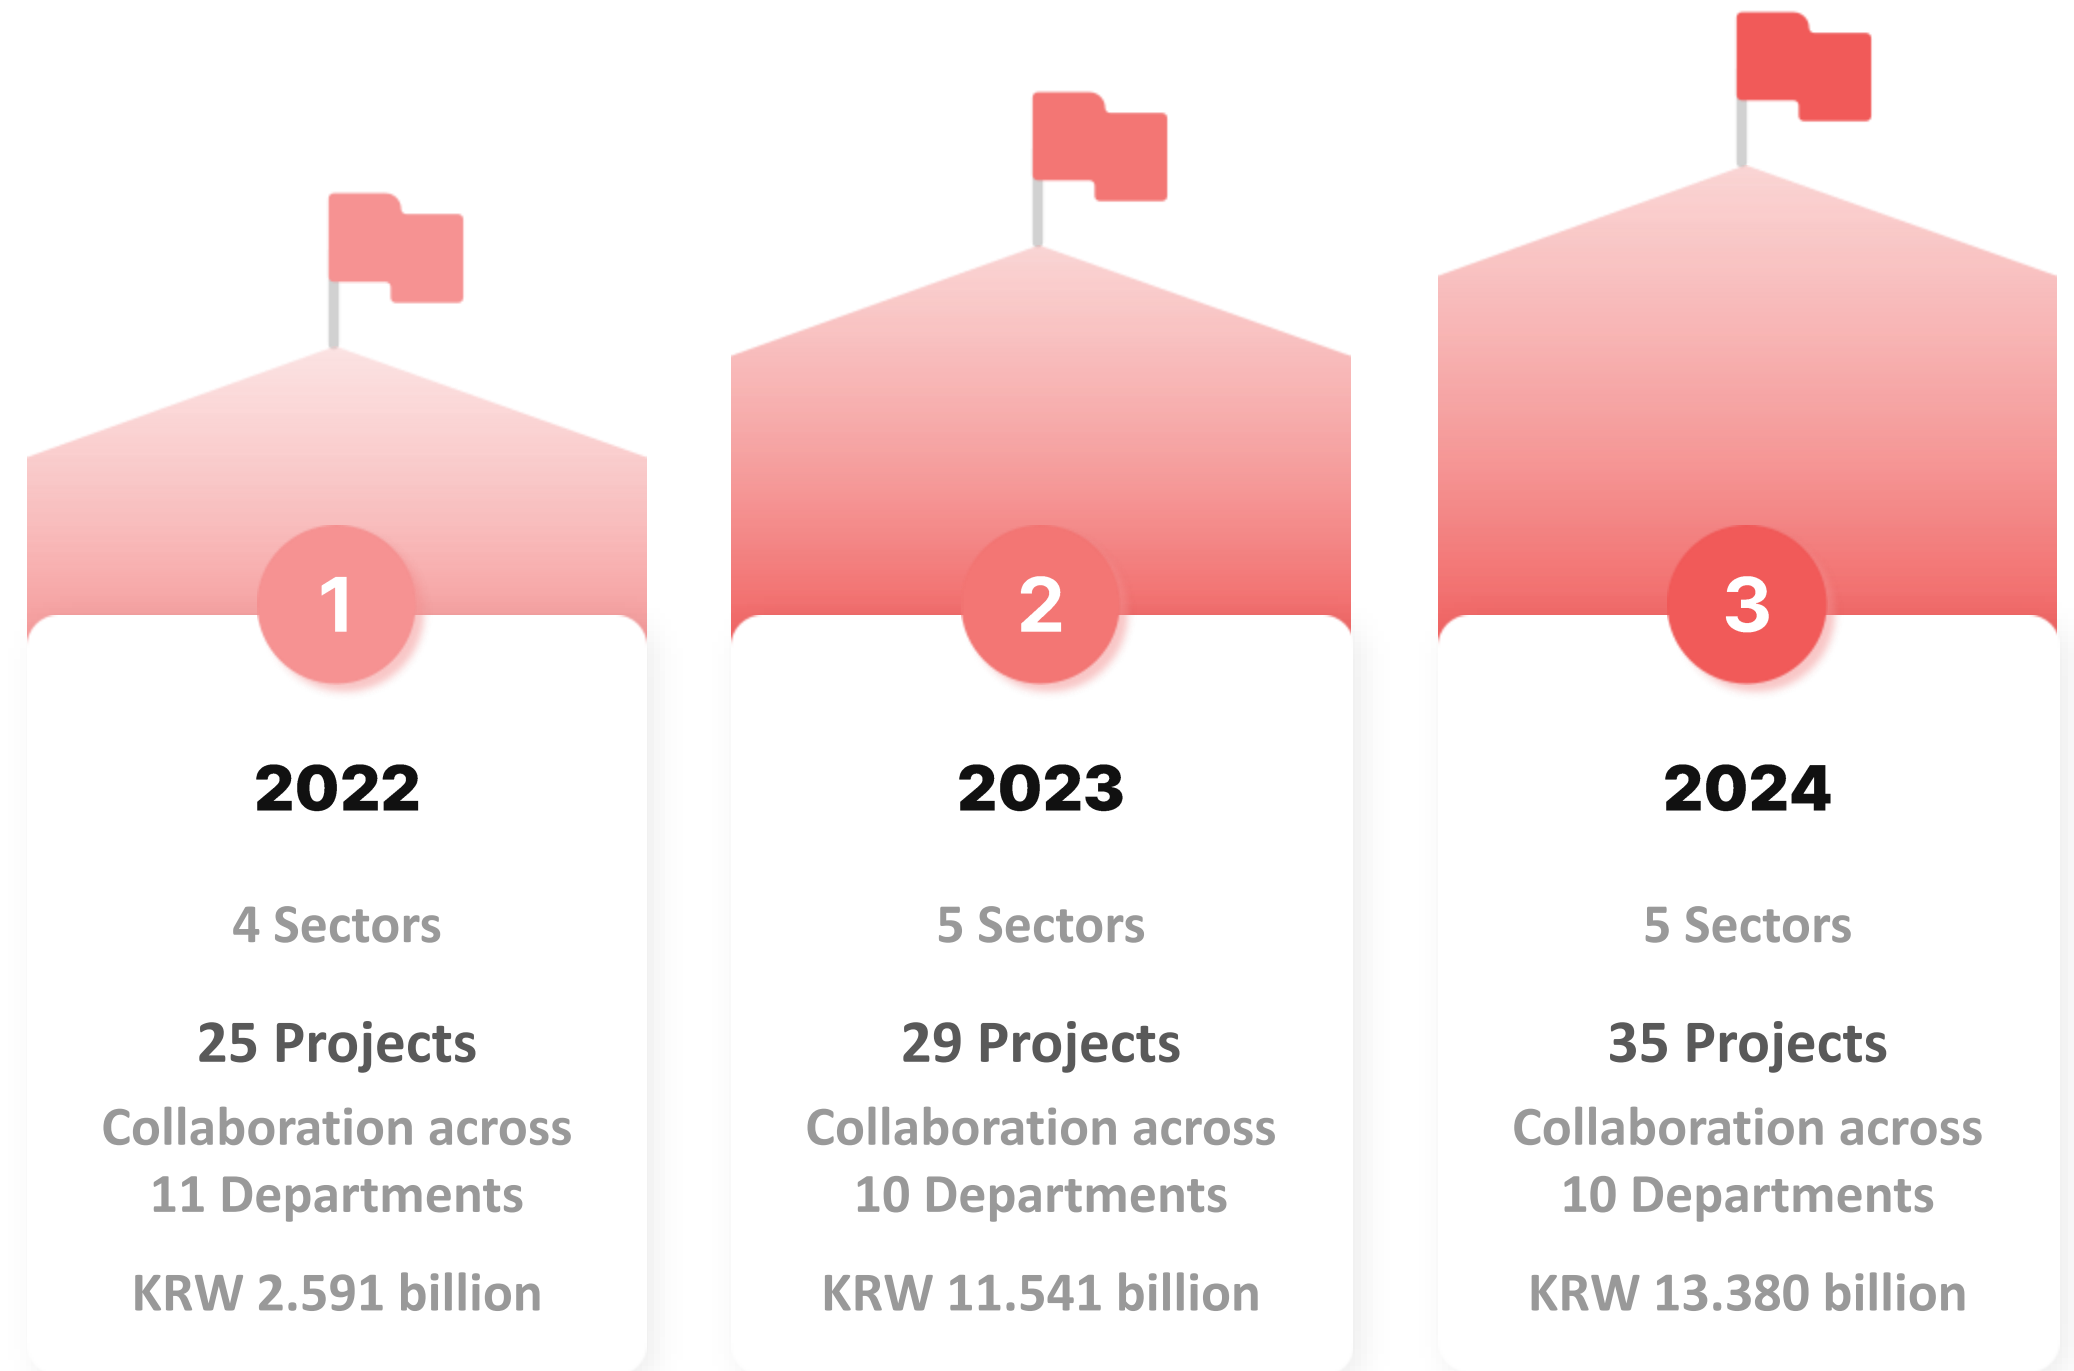 1
2022
4 Sectors
25 Projects
Collaboration across
11 Departments
KRW 2.591 billion
2
2023
5 Sectors
29 Projects
Collaboration across
10 Departments
KRW 11.541 billion
3
2024
5 Sectors
35 Projects
Collaboration across
10 Departments
KRW 13.380 billion